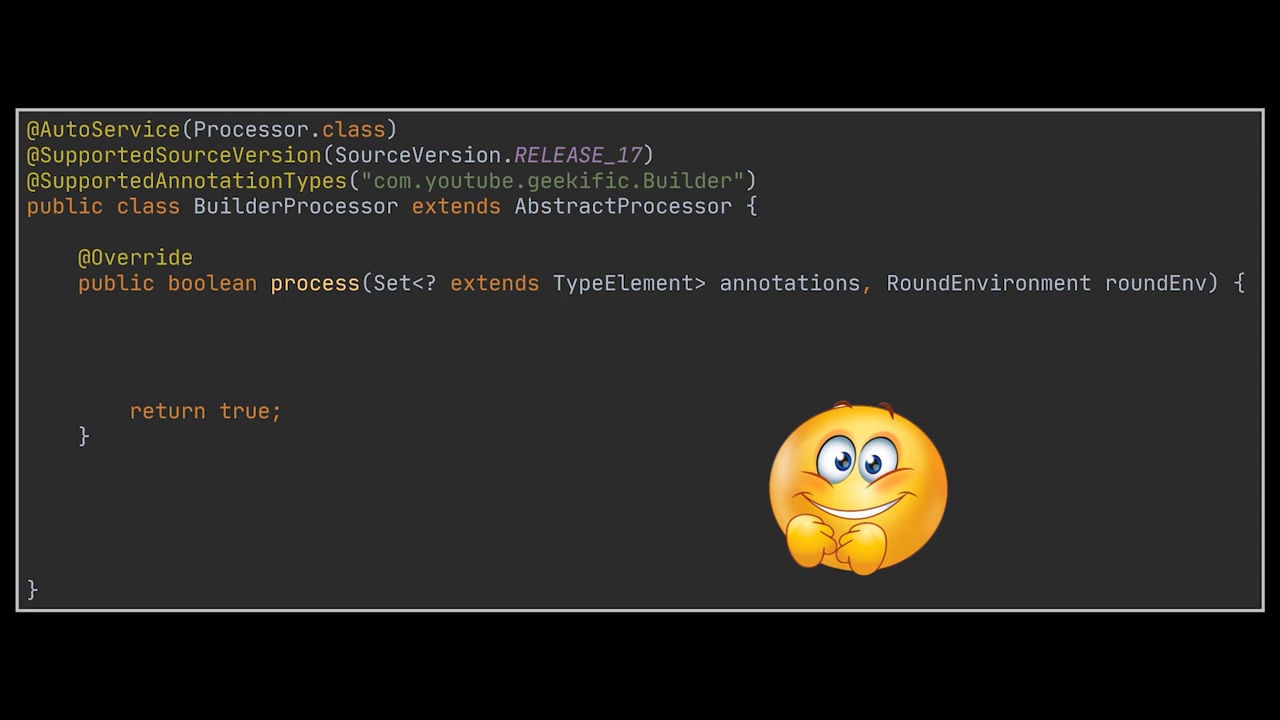 @AutoService(Processor.class)
@SupportedSourceVersion(SourceVersion.RELEASE_17)
@SupportedAnnotationTypes("com.youtube.geekific.Builder")
public class BuilderProcessor extends AbstractProcessor {
@Override
public boolean process(Set<? extends TypeElement> annotations, RoundEnvironment roundEnv) {
return true;
}
}